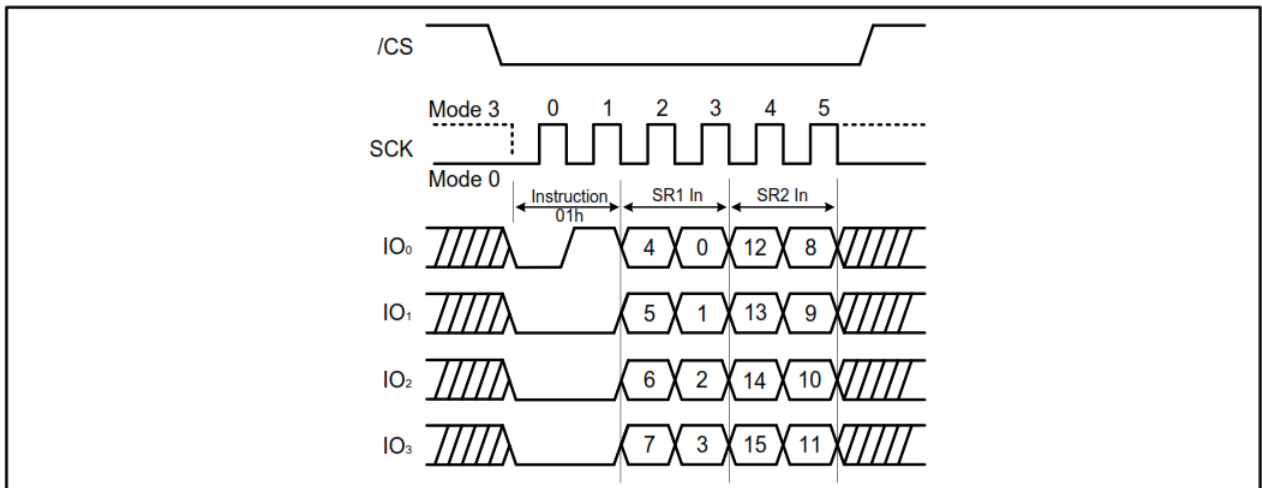 /CS
Mode 3 0 1 2 3 4 5
SCK
Mode 0
Instruction SR1 In SR2 In
01h
IO₀ 4 0 12 8
IO₁ 5 1 13 9
IO₂ 6 2 14 10
IO₃ 7 3 15 11